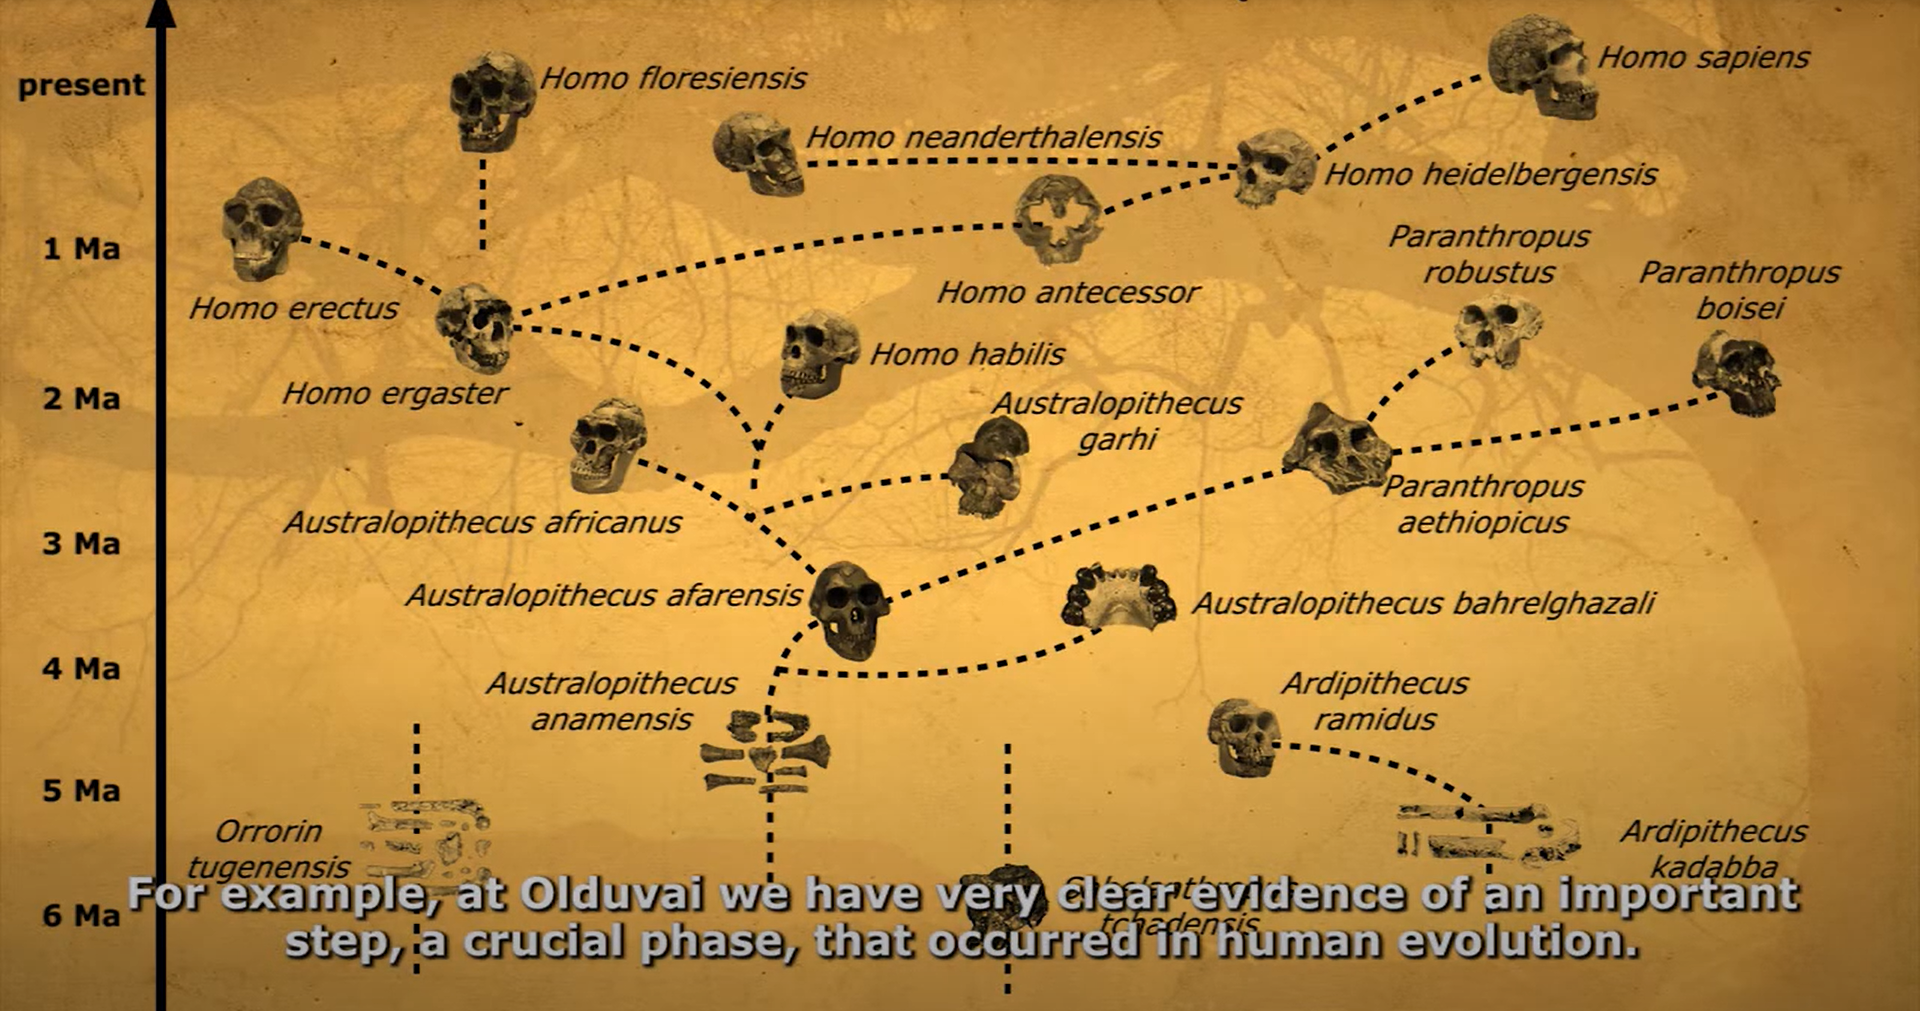 present
Homo floresiensis
Homo sapiens
Homo neanderthalensis
Homo heidelbergensis
1 Ma
Paranthropus
robustus
Paranthropus
boisei
Homo erectus
Homo antecessor
Homo habilis
Homo ergaster
2 Ma
Australopithecus
garhi
Paranthropus
aethiopicus
Australopithecus africanus
3 Ma
Australopithecus afarensis
Australopithecus bahrelghazali
4 Ma
Australopithecus
anamensis
Ardipithecus
ramidus
5 Ma
Orrorin
tugenensis
Ardipithecus
kadabba
tchadensis
6 Ma
For example, at Olduvai we have very clear evidence of an important
step, a crucial phase, that occurred in human evolution.